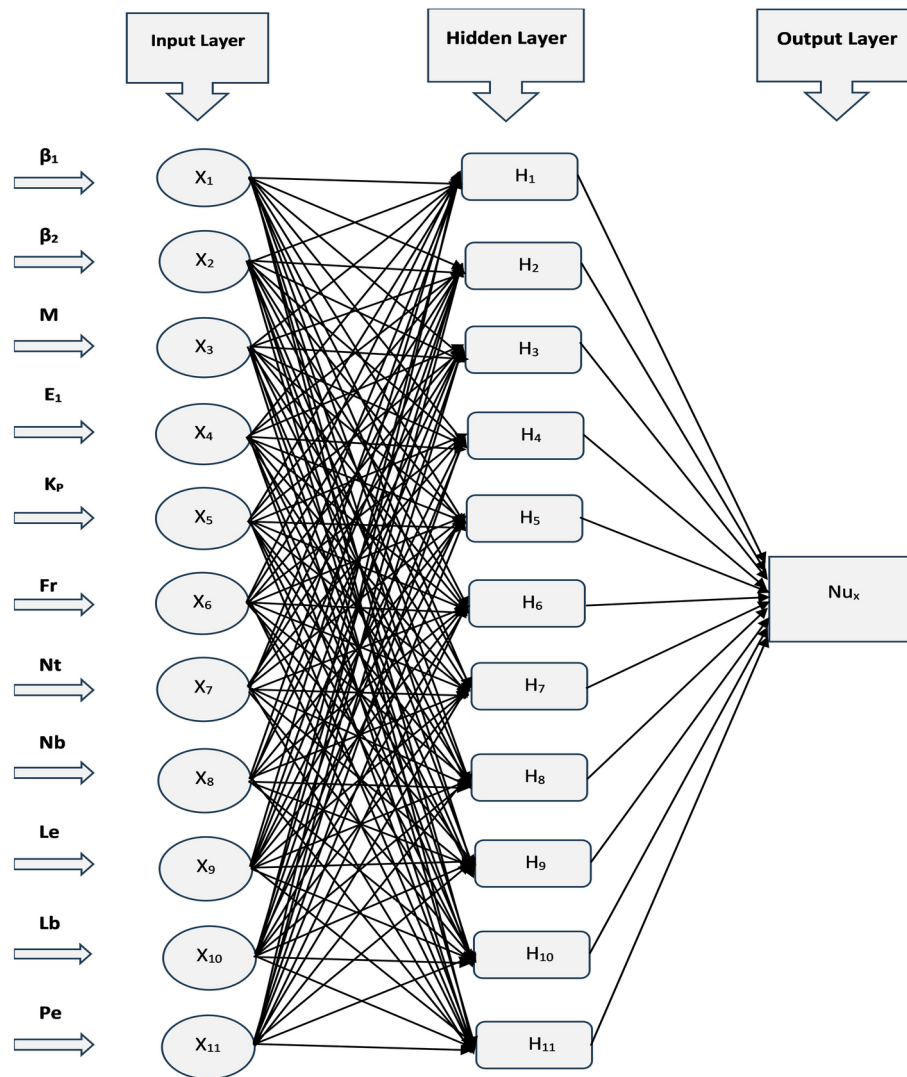 Input Layer
Hidden Layer
Output Layer
β₁
X₁
H₁
β₂
X₂
H₂
M
X₃
H₃
E₁
X₄
H₄
Kₚ
X₅
H₅
Fr
X₆
H₆
Nuₓ
Nt
X₇
H₇
Nb
X₈
H₈
Le
X₉
H₉
Lb
X₁₀
H₁₀
Pe
X₁₁
H₁₁